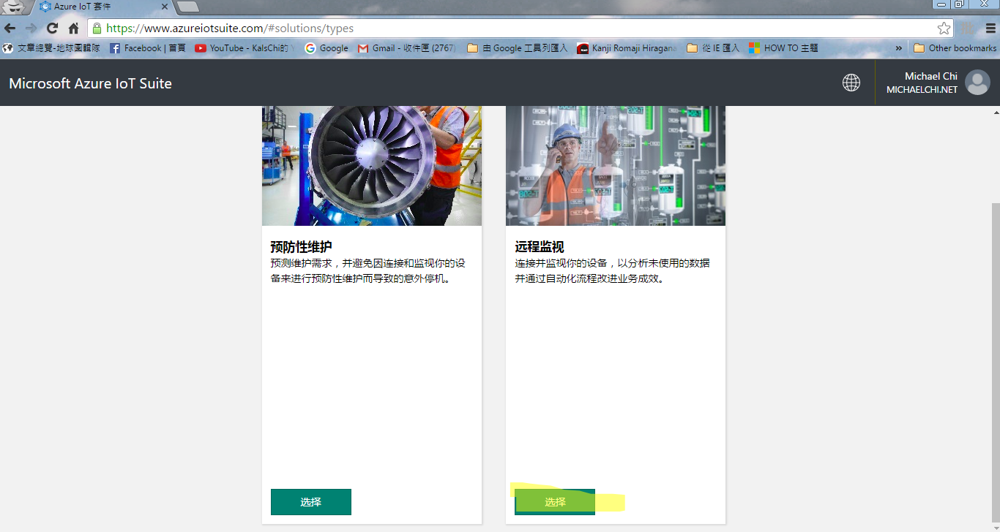 Azure IoT 套件
https://www.azureiotsuite.com/#solutions/types
文章總覽-地球圖輯隊
Facebook | 首頁
YouTube - KalsChi的
Google
Gmail - 收件匣 (2767)
由 Google 工具列匯入
Kanji Romaji Hiragana
從 IE 匯入
HOW TO 主題
»
Other bookmarks
Microsoft Azure IoT Suite
Michael Chi
MICHAELCHI.NET
预防性维护
预测维护需求，并避免因连接和监视你的设
备来进行预防性维护而导致的意外停机。
选择
远程监视
连接并监视你的设备，以分析未使用的数据
并通过自动化流程改进业务成效。
选择